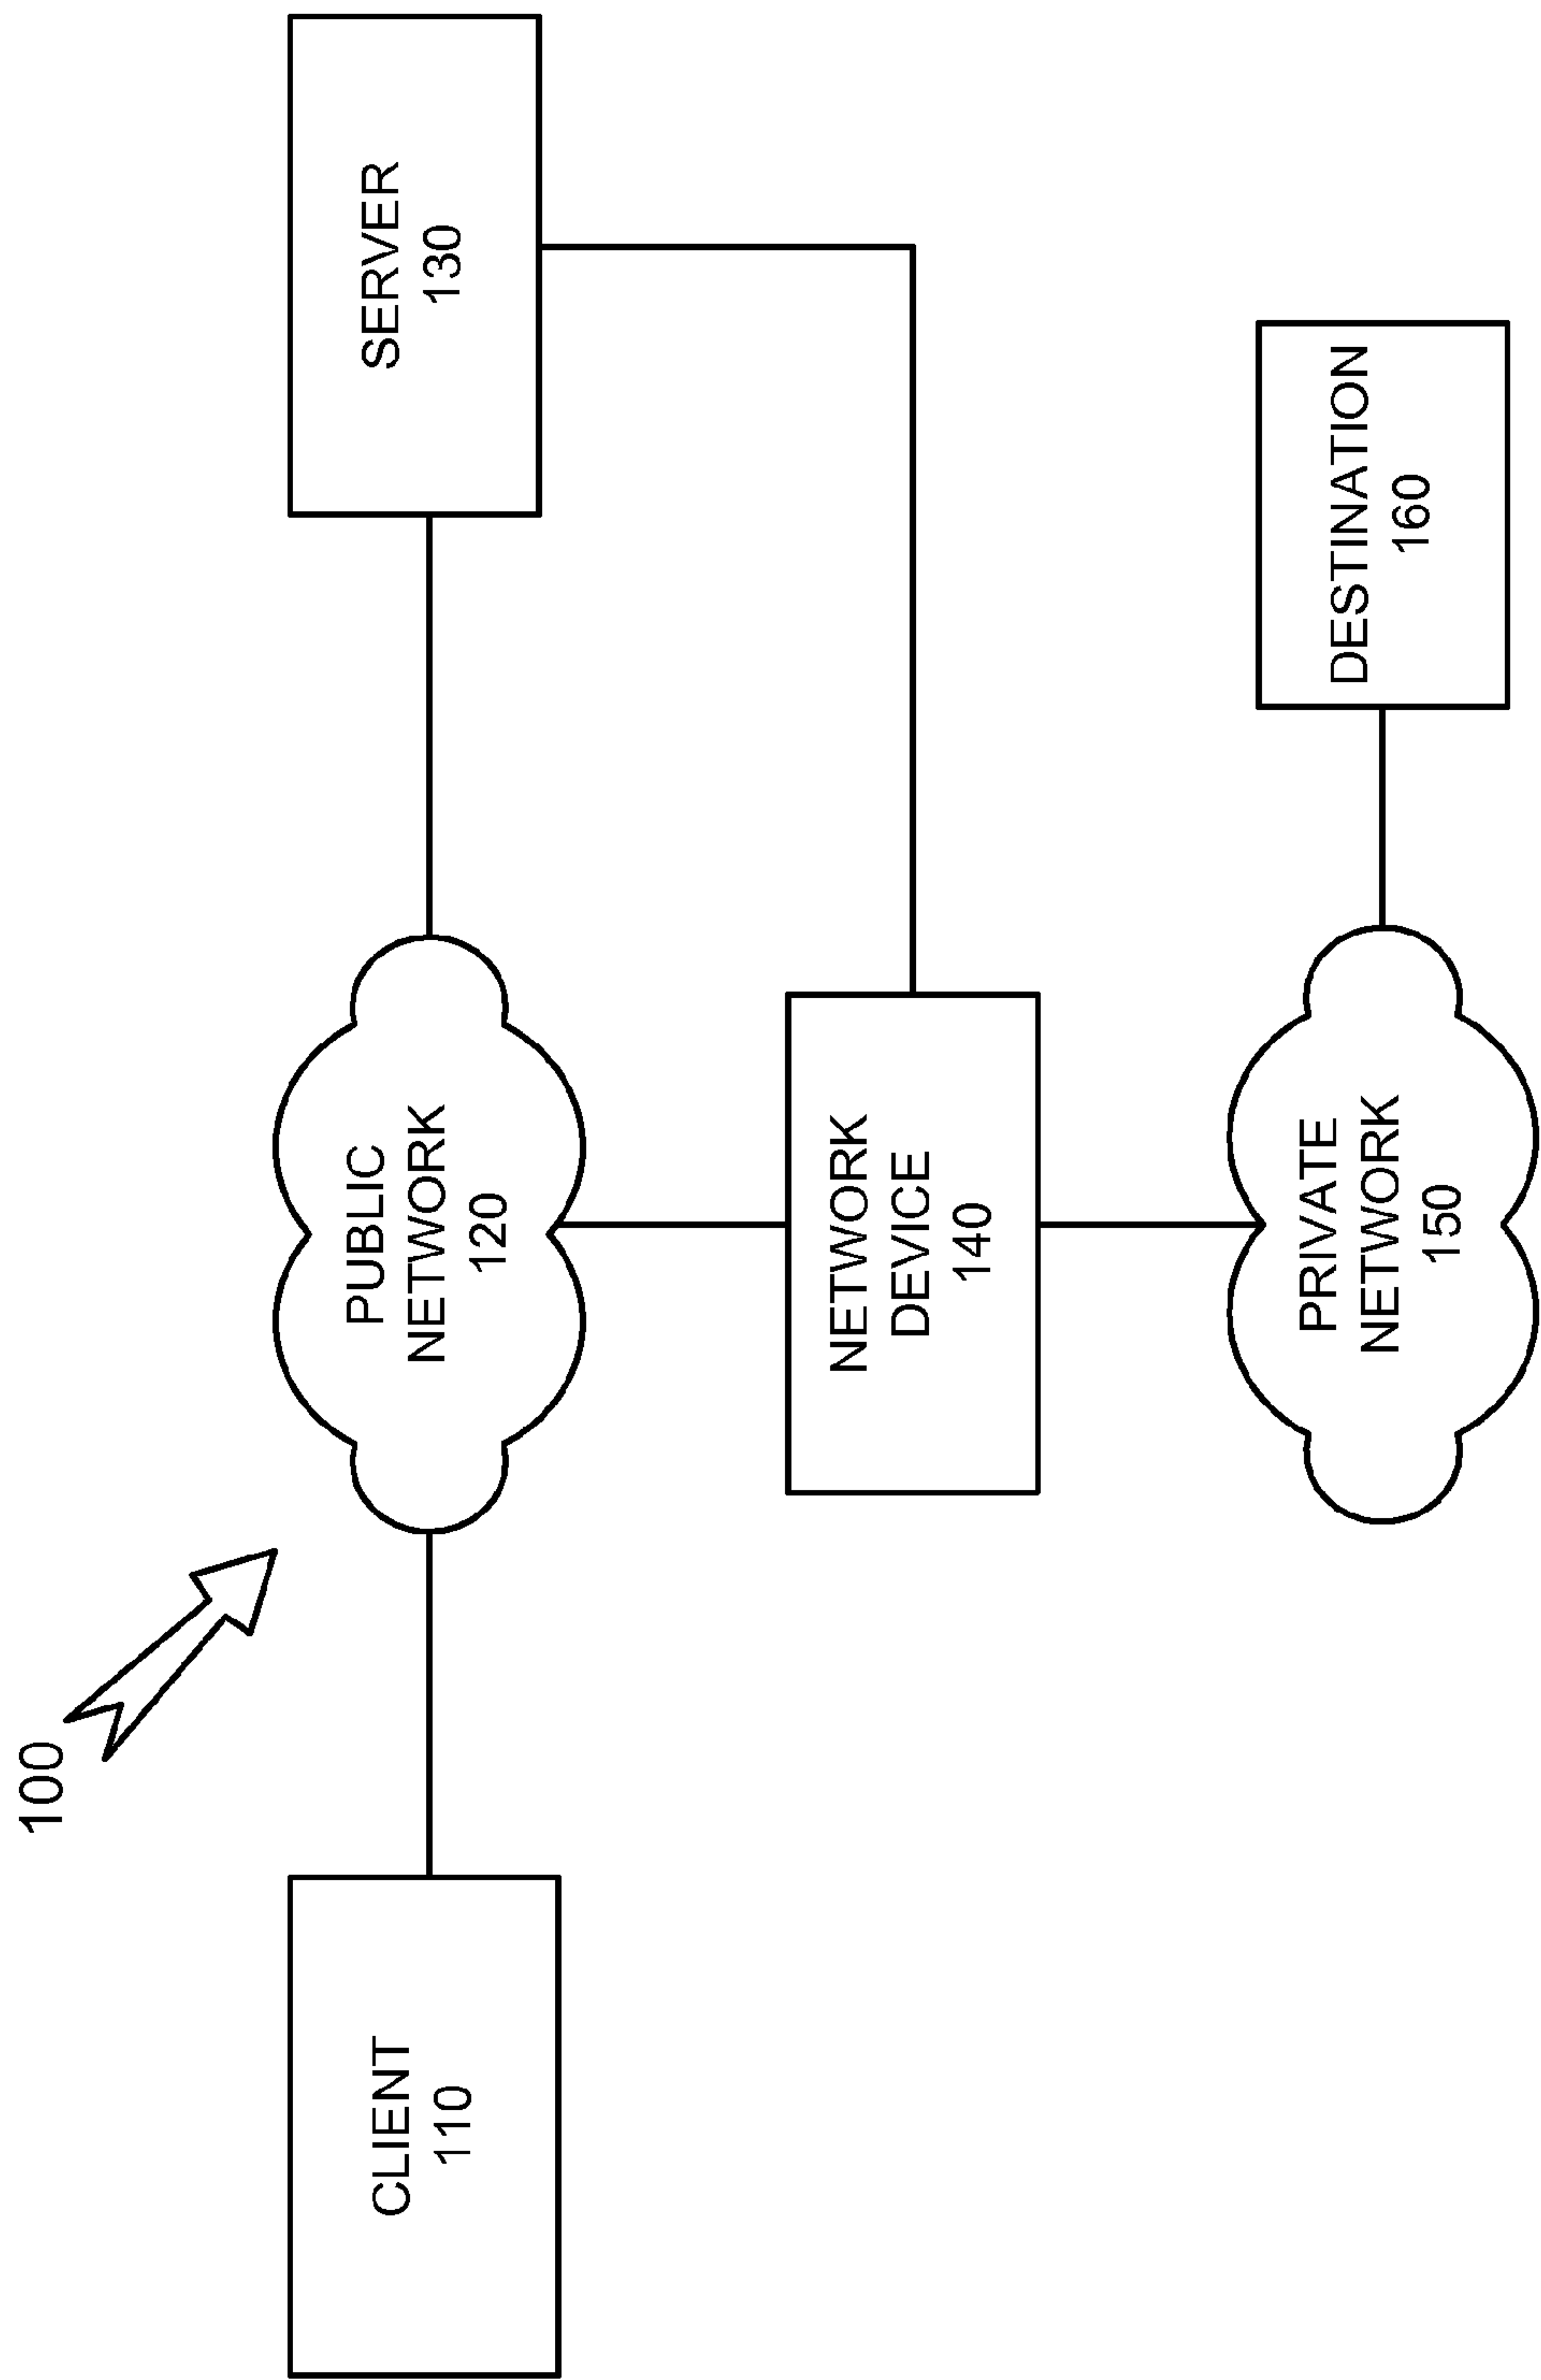 100
CLIENT
110
PUBLIC
NETWORK
120
SERVER
130
NETWORK
DEVICE
140
PRIVATE
NETWORK
150
DESTINATION
160